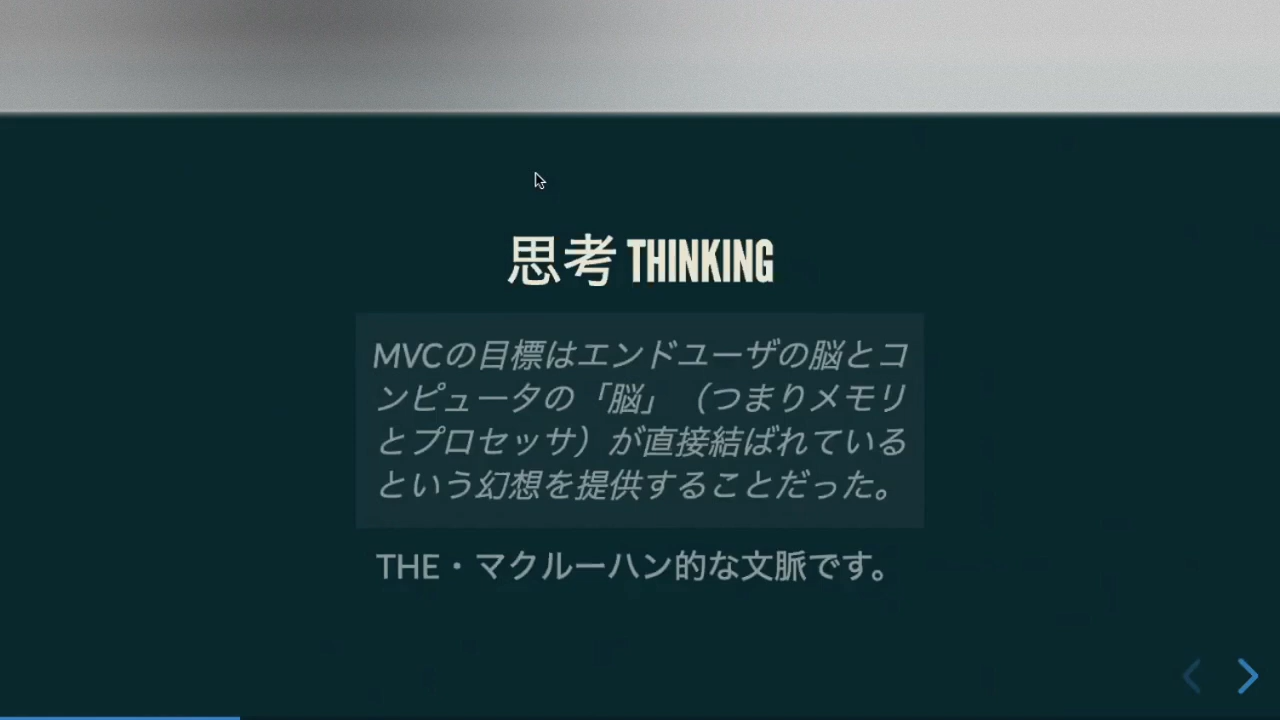 思考 THINKING
MVCの目標はエンドユーザの脳とコ
ンピュータの「脳」（つまりメモリ
とプロセッサ）が直接結ばれている
という幻想を提供することだった。
THE・マクルーハン的な文脈です。